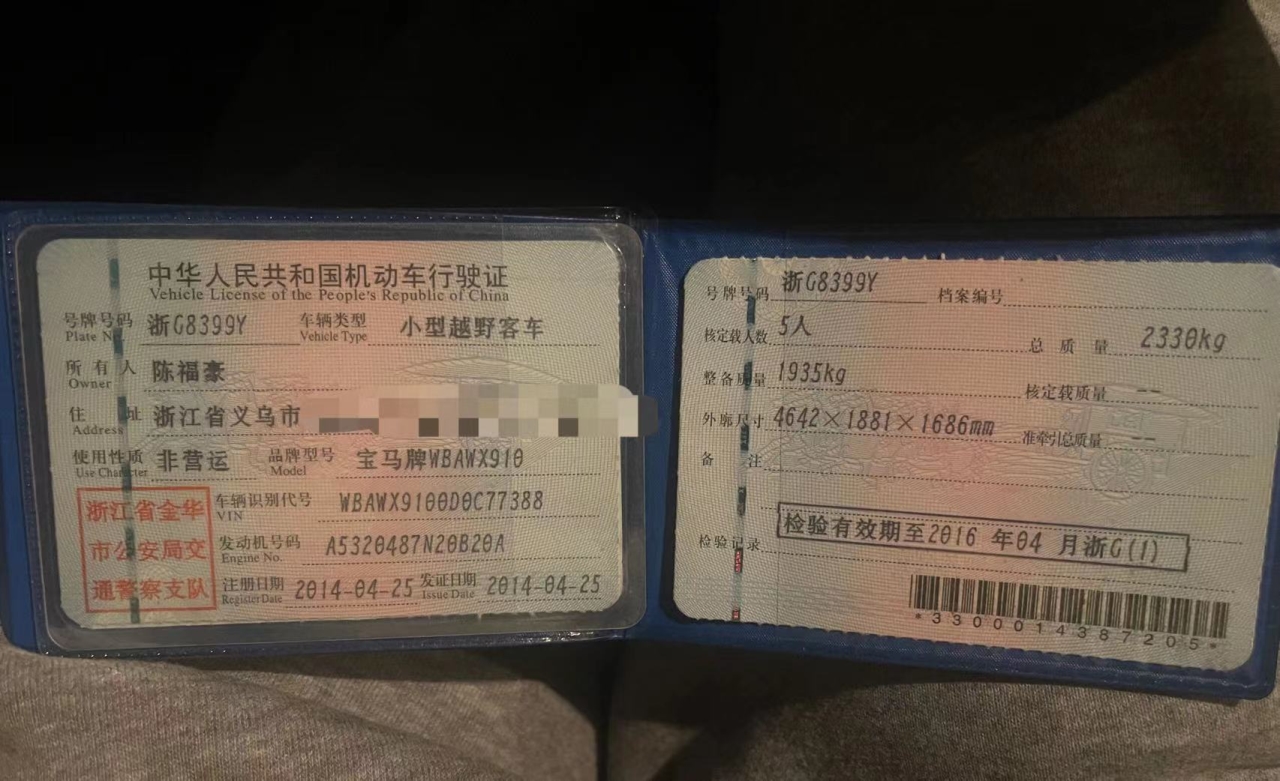 中华人民共和国机动车行驶证
Vehicle License of the People's Republic of China
号牌号码 浙G8399Y 车辆类型 小型越野客车
Plate No. Vehicle Type
所有人 陈福豪
Owner
住址 浙江省义乌市
Address
使用性质 非营运 品牌型号 宝马牌WBAWX910
Use Character Model
浙江省金华
市公安局交
通警察支队
车辆识别代号 WBAWX9100D0C77388
VIN
发动机号码 A5320487N20B20A
Engine No.
注册日期 2014-04-25 发证日期 2014-04-25
Register Date Issue Date
号牌号码 浙G8399Y 档案编号
核定载人数 5人 总质量 2330kg
整备质量 1935kg 核定载质量 --
外廓尺寸 4642×1881×1686mm 准牵引总质量 --
备注
检验记录 检验有效期至2016 年04 月浙G(1)
*3300014387205*